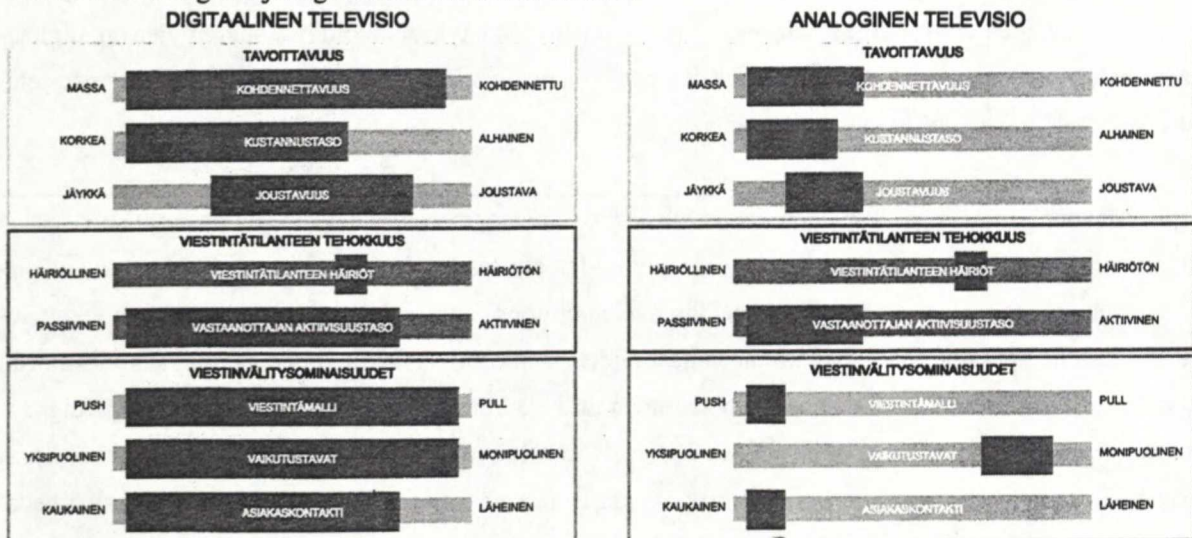 DIGITAALINEN TELEVISIO
TAVOITTAVUUS
MASSA KOHDENNETTAVUUS KOHDENNETTU
KORKEA KUSTANNUSTASO ALHAINEN
JÄYKKÄ JOUSTAVUUS JOUSTAVA
VIESTINTÄTILANTEEN TEHOKKUUS
HÄIRIÖLLINEN VIESTINTÄTILANTEEN HÄIRIÖT HÄIRIÖTÖN
PASSIIVINEN VASTAANOTTAJAN AKTIIVISUUSTASO AKTIIVINEN
VIESTINVÄLITYSOMINAISUUDET
PUSH VIESTINTÄMALLI PULL
YKSIPUOLINEN VAIKUTUSTAVAT MONIPUOLINEN
KAUKAINEN ASIAKASKONTAKTI LÄHEINEN
ANALOGINEN TELEVISIO
TAVOITTAVUUS
MASSA KOHDENNETTAVUUS KOHDENNETTU
KORKEA KUSTANNUSTASO ALHAINEN
JÄYKKÄ JOUSTAVUUS JOUSTAVA
VIESTINTÄTILANTEEN TEHOKKUUS
HÄIRIÖLLINEN VIESTINTÄTILANTEEN HÄIRIÖT HÄIRIÖTÖN
PASSIIVINEN VASTAANOTTAJAN AKTIIVISUUSTASO AKTIIVINEN
VIESTINVÄLITYSOMINAISUUDET
PUSH VIESTINTÄMALLI PULL
YKSIPUOLINEN VAIKUTUSTAVAT MONIPUOLINEN
KAUKAINEN ASIAKASKONTAKTI LÄHEINEN